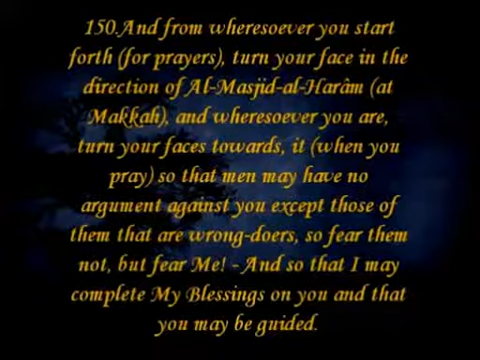 150.And from wheresoever you start
forth (for prayers), turn your face in the
direction of Al-Masjid-al-Harâm (at
Makkah), and wheresoever you are,
turn your faces towards, it (when you
pray) so that men may have no
argument against you except those of
them that are wrong-doers, so fear them
not, but fear Me! - And so that I may
complete My Blessings on you and that
you may be guided.